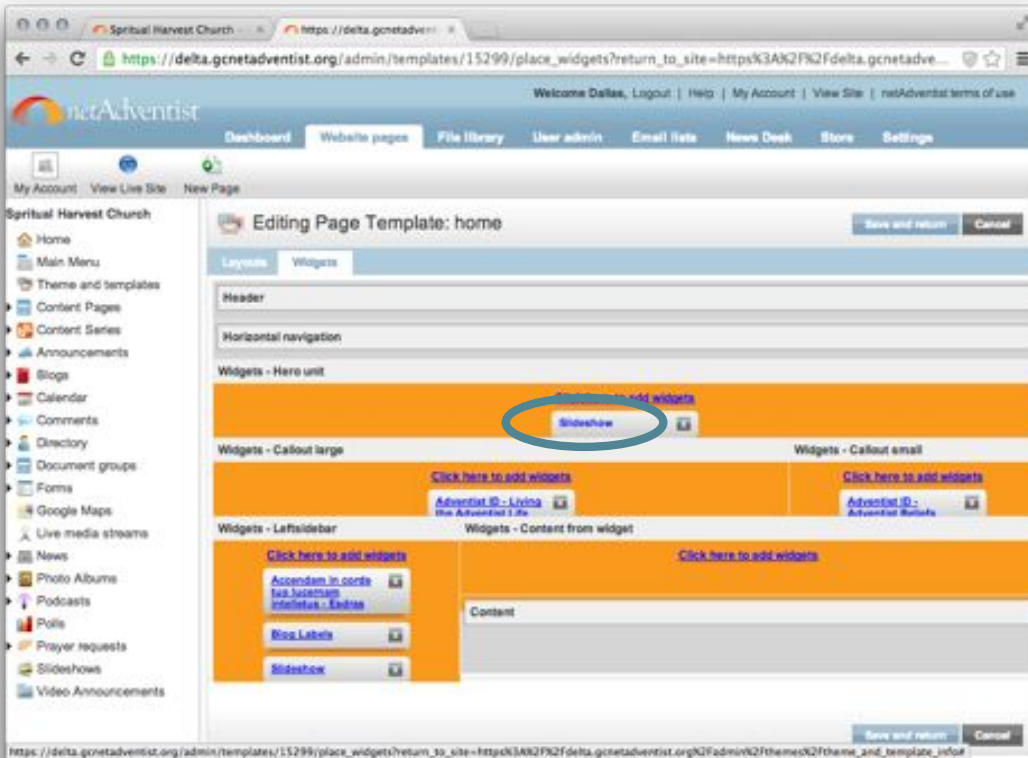 Spritual Harvest Church
https://delta.gcnetadvent
https://delta.gcnetadventist.org/admin/templates/15299/place_widgets?return_to_site=https%3A%2F%2Fdelta.gcnetadve...
netAdventist
Welcome Dallas, Logout | Help | My Account | View Site | netAdventist terms of use
Dashboard Website pages File library User admin Email lists News Desk Store Settings
My Account View Live Site New Page
Spritual Harvest Church
Home
Main Menu
Theme and templates
Content Pages
Content Series
Announcements
Blogs
Calendar
Comments
Directory
Document groups
Forms
Google Maps
Live media streams
News
Photo Albums
Podcasts
Polls
Prayer requests
Slideshows
Video Announcements
Editing Page Template: home
Save and return Cancel
Layouts Widgets
Header
Horizontal navigation
Widgets - Hero unit
Click here to add widgets
Slideshow
Widgets - Callout large
Click here to add widgets
Adventist ID - Living
the Adventist Life
Widgets - Callout small
Click here to add widgets
Adventist ID -
Adventist Beliefs
Widgets - Leftsidebar
Click here to add widgets
Accendam in corde
tuo lucernam
intelletus - Esdras
Blog Labels
Slideshow
Widgets - Content from widget
Click here to add widgets
Content
Save and return Cancel
https://delta.gcnetadventist.org/admin/templates/15299/place_widgets?return_to_site=https%3A%2F%2Fdelta.gcnetadventist.org%2Fadmin%2Fthemes%2Ftheme_and_template_info#